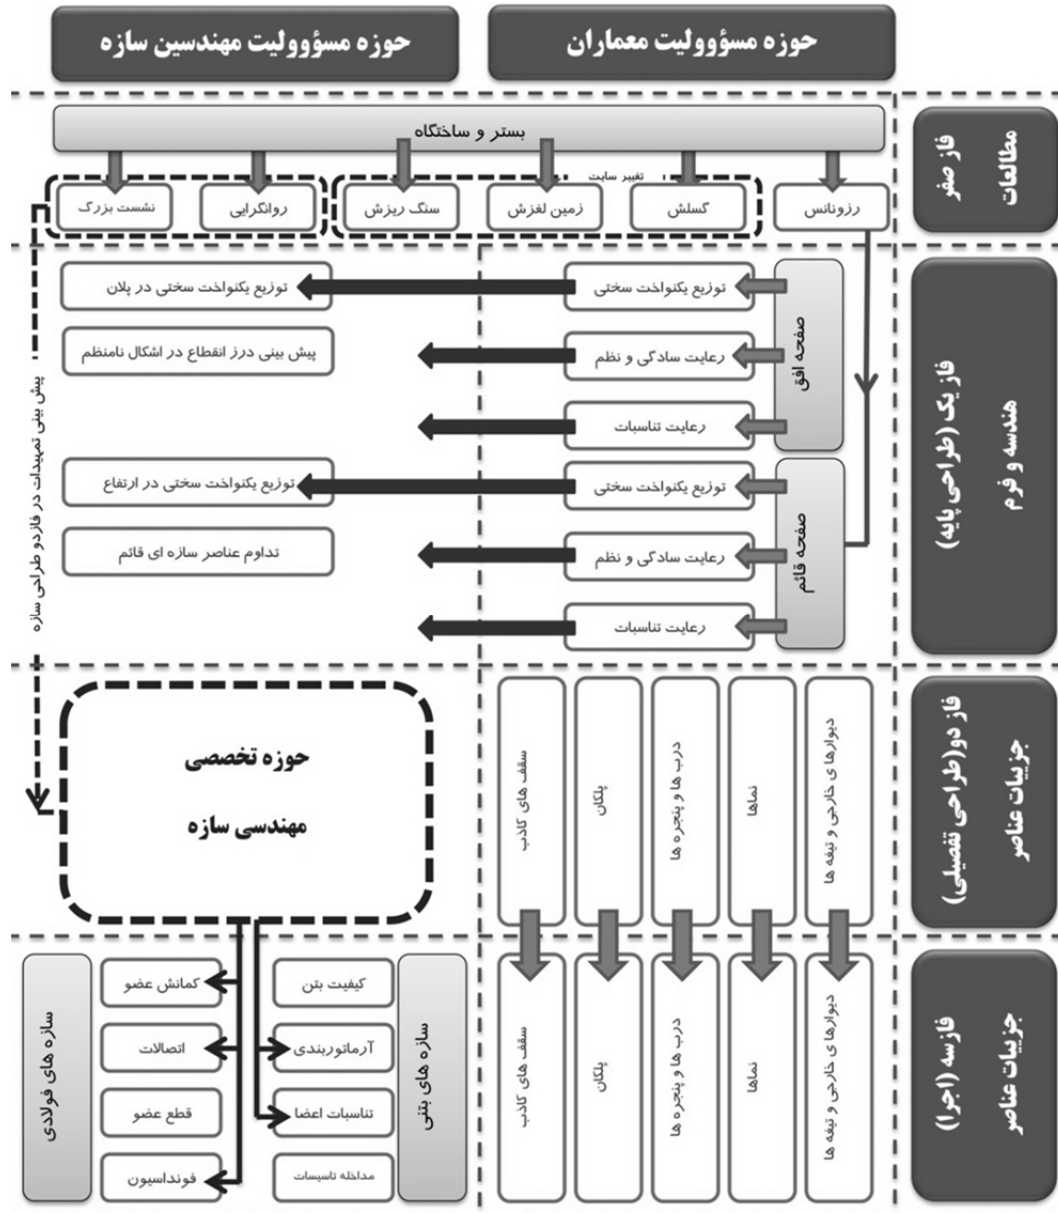 حوزه مسؤوولیت معماران
حوزه مسؤوولیت مهندسین سازه
مطالعات
فاز صفر
بستر و ساختگاه
تغییر سایت
رزونانس
گسلش
زمین لغزش
سنگ ریزش
روانگرایی
نشست بزرگ
هندسه و فرم
فاز یک (طراحی پایه)
صفحه افق
توزیع یکنواخت سختی
توزیع یکنواخت سختی در پلان
رعایت سادگی و نظم
پیش بینی درز انقطاع در اشکال نامنظم
رعایت تناسبات
صفحه قائم
توزیع یکنواخت سختی
توزیع یکنواخت سختی در ارتفاع
رعایت سادگی و نظم
تداوم عناصر سازه ای قائم
رعایت تناسبات
پیش بینی تمهیدات در فازدو طراحی سازه
جزییات عناصر
فاز دو(طراحی تفصیلی)
دیوارها ی خارجی و تیغه ها
نماها
درب ها و پنجره ها
پلکان
سقف های کاذب
حوزه تخصصی
مهندسی سازه
جزییات عناصر
فازسه (اجرا)
دیوارها ی خارجی و تیغه ها
نماها
درب ها و پنجره ها
پلکان
سقف های کاذب
سازه های بتنی
کیفیت بتن
آرماتوربندی
تناسبات اعضا
مداخله تاسیسات
سازه های فولادی
کمانش عضو
اتصالات
قطع عضو
فونداسیون